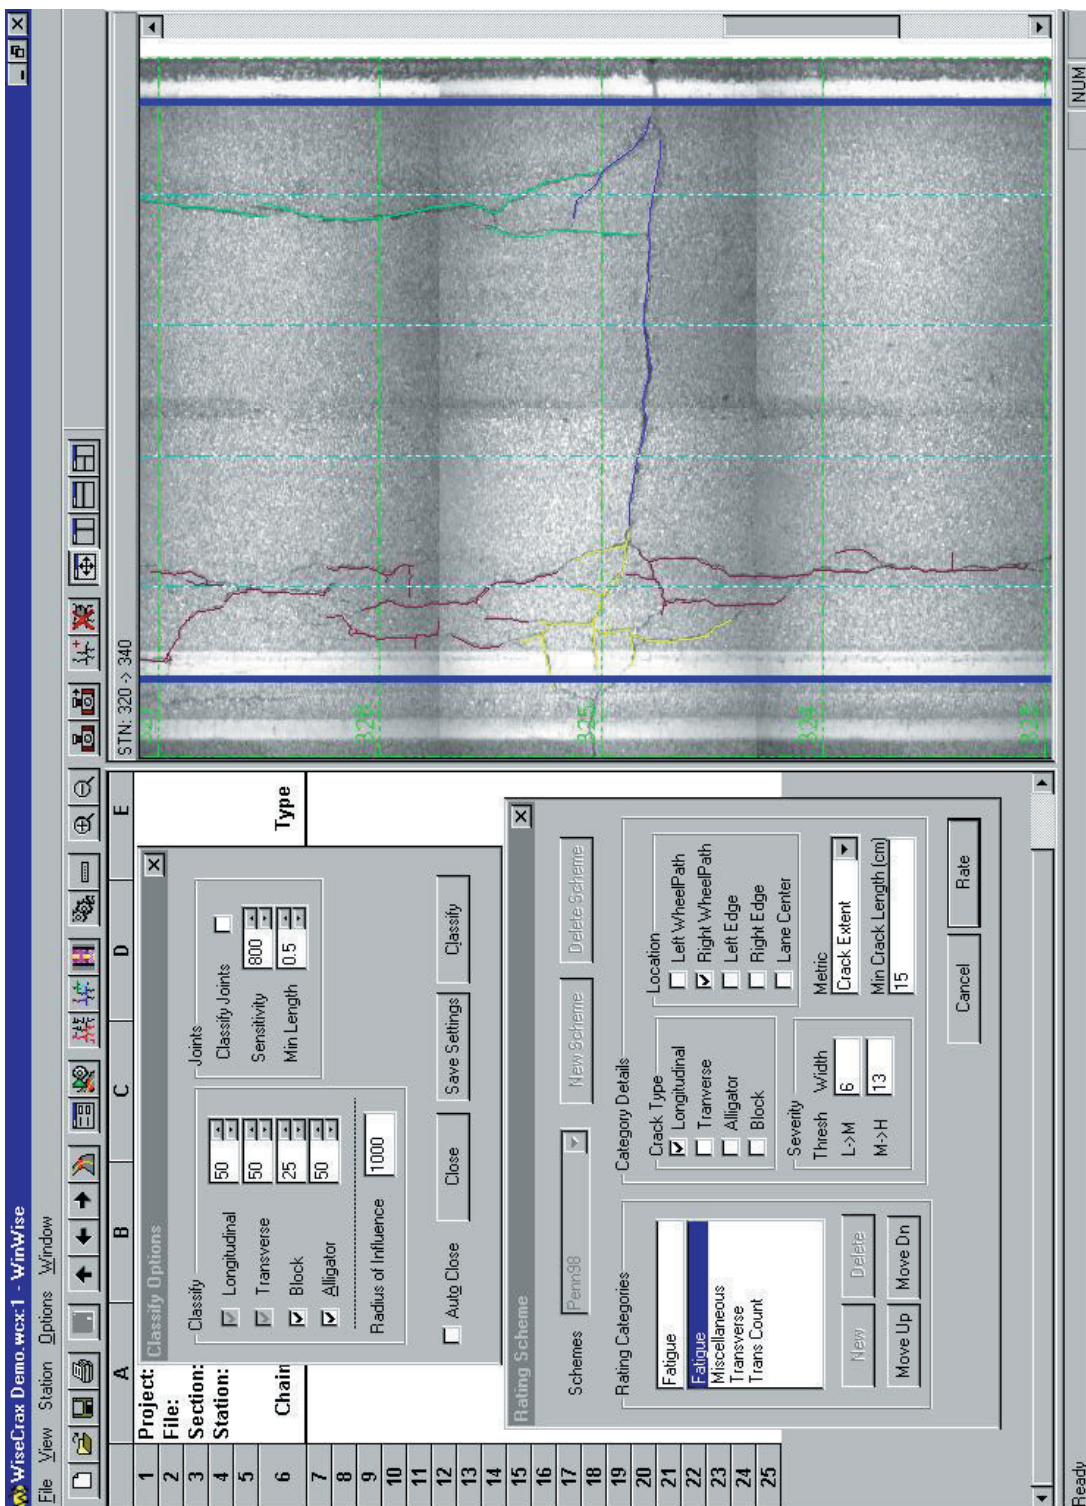 WiseCrax Demo.wcx:1 - WinWise
File View Station Options Window
STN: 320 -> 340
A B C D E
1 Project:
2 File:
3 Section:
4 Station:
5
6 Chain Type
7
8
9
10
11
12
13
14
15
16
17
18
19
20
21
22
23
24
25
Classify Options
Classify
Longitudinal 50
Transverse 50
Block 25
Alligator 50
Radius of Influence 1000
Joints
Classify Joints
Sensitivity 800
Min Length 0.5
Auto Close
Close
Save Settings
Classify
Rating Scheme
Schemes Penn98
New Scheme
Delete Scheme
Rating Categories
Fatigue
Fatigue
Miscellaneous
Transverse
Trans Count
New
Delete
Move Up
Move Dn
Category Details
Crack Type
Longitudinal
Tranverse
Alligator
Block
Location
Left WheelPath
Right WheelPath
Left Edge
Right Edge
Lane Center
Severity
Thresh Width
L->M 6
M->H 13
Metric
Crack Extent
Min Crack Length (cm)
15
Cancel
Rate
326
325
324
323
Ready
NUM